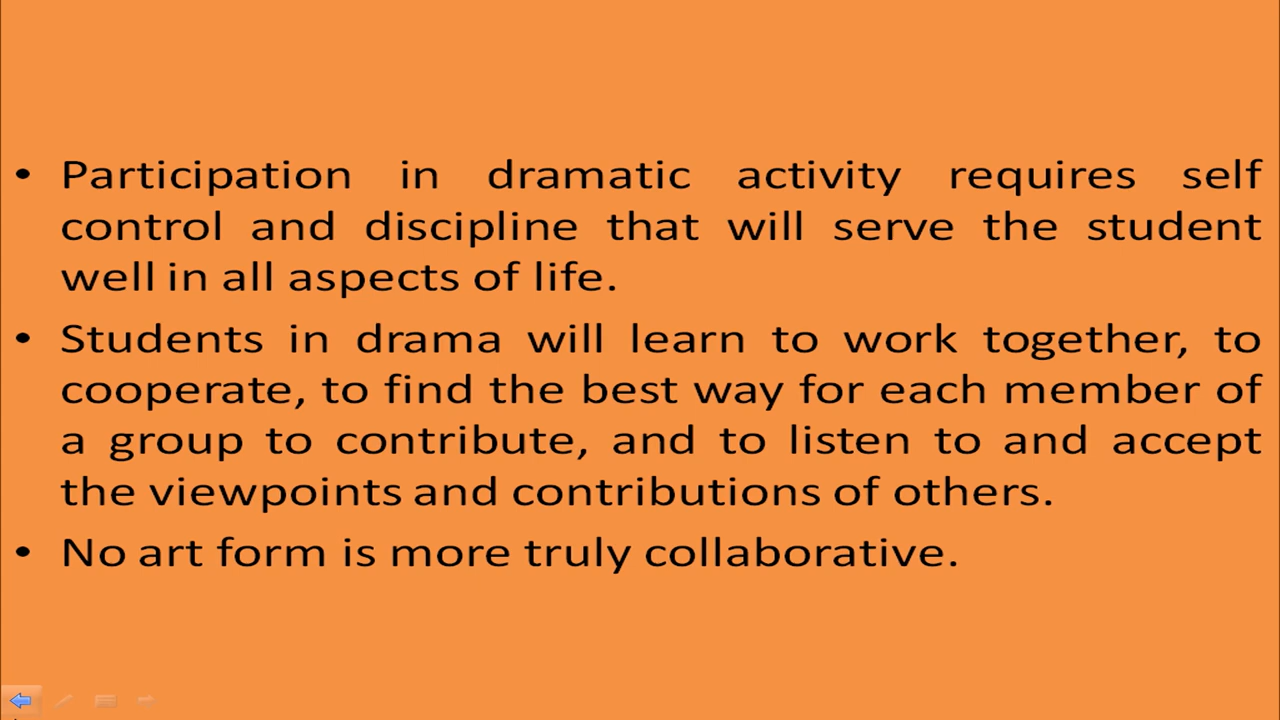 • Participation in dramatic activity requires self
control and discipline that will serve the student
well in all aspects of life.
• Students in drama will learn to work together, to
cooperate, to find the best way for each member of
a group to contribute, and to listen to and accept
the viewpoints and contributions of others.
• No art form is more truly collaborative.